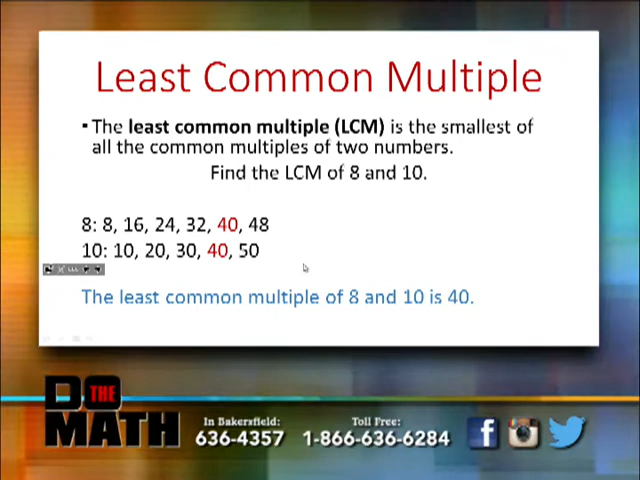 Least Common Multiple
▪ The least common multiple (LCM) is the smallest of
all the common multiples of two numbers.
Find the LCM of 8 and 10.
8: 8, 16, 24, 32, 40, 48
10: 10, 20, 30, 40, 50
The least common multiple of 8 and 10 is 40.
DO THE
MATH
In Bakersfield:
636-4357
Toll Free:
1-866-636-6284